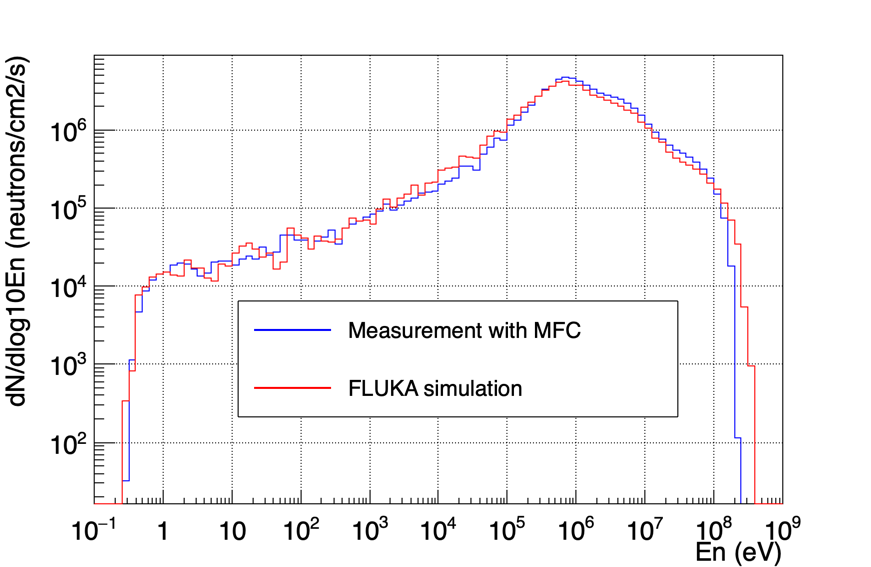 dN/dlog10En (neutrons/cm2/s)
10⁶
10⁵
10⁴
10³
10²
Measurement with MFC
FLUKA simulation
10⁻¹ 1 10 10² 10³ 10⁴ 10⁵ 10⁶ 10⁷ 10⁸ 10⁹
En (eV)